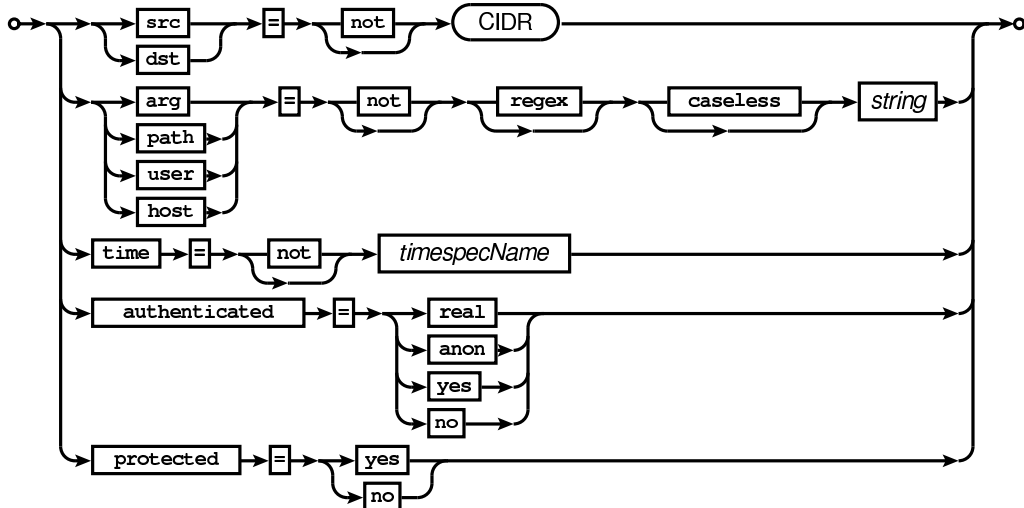 src = not CIDR
dst
arg = not regex caseless string
path
user
host
time = not timespecName
authenticated = real
anon
yes
no
protected = yes
no